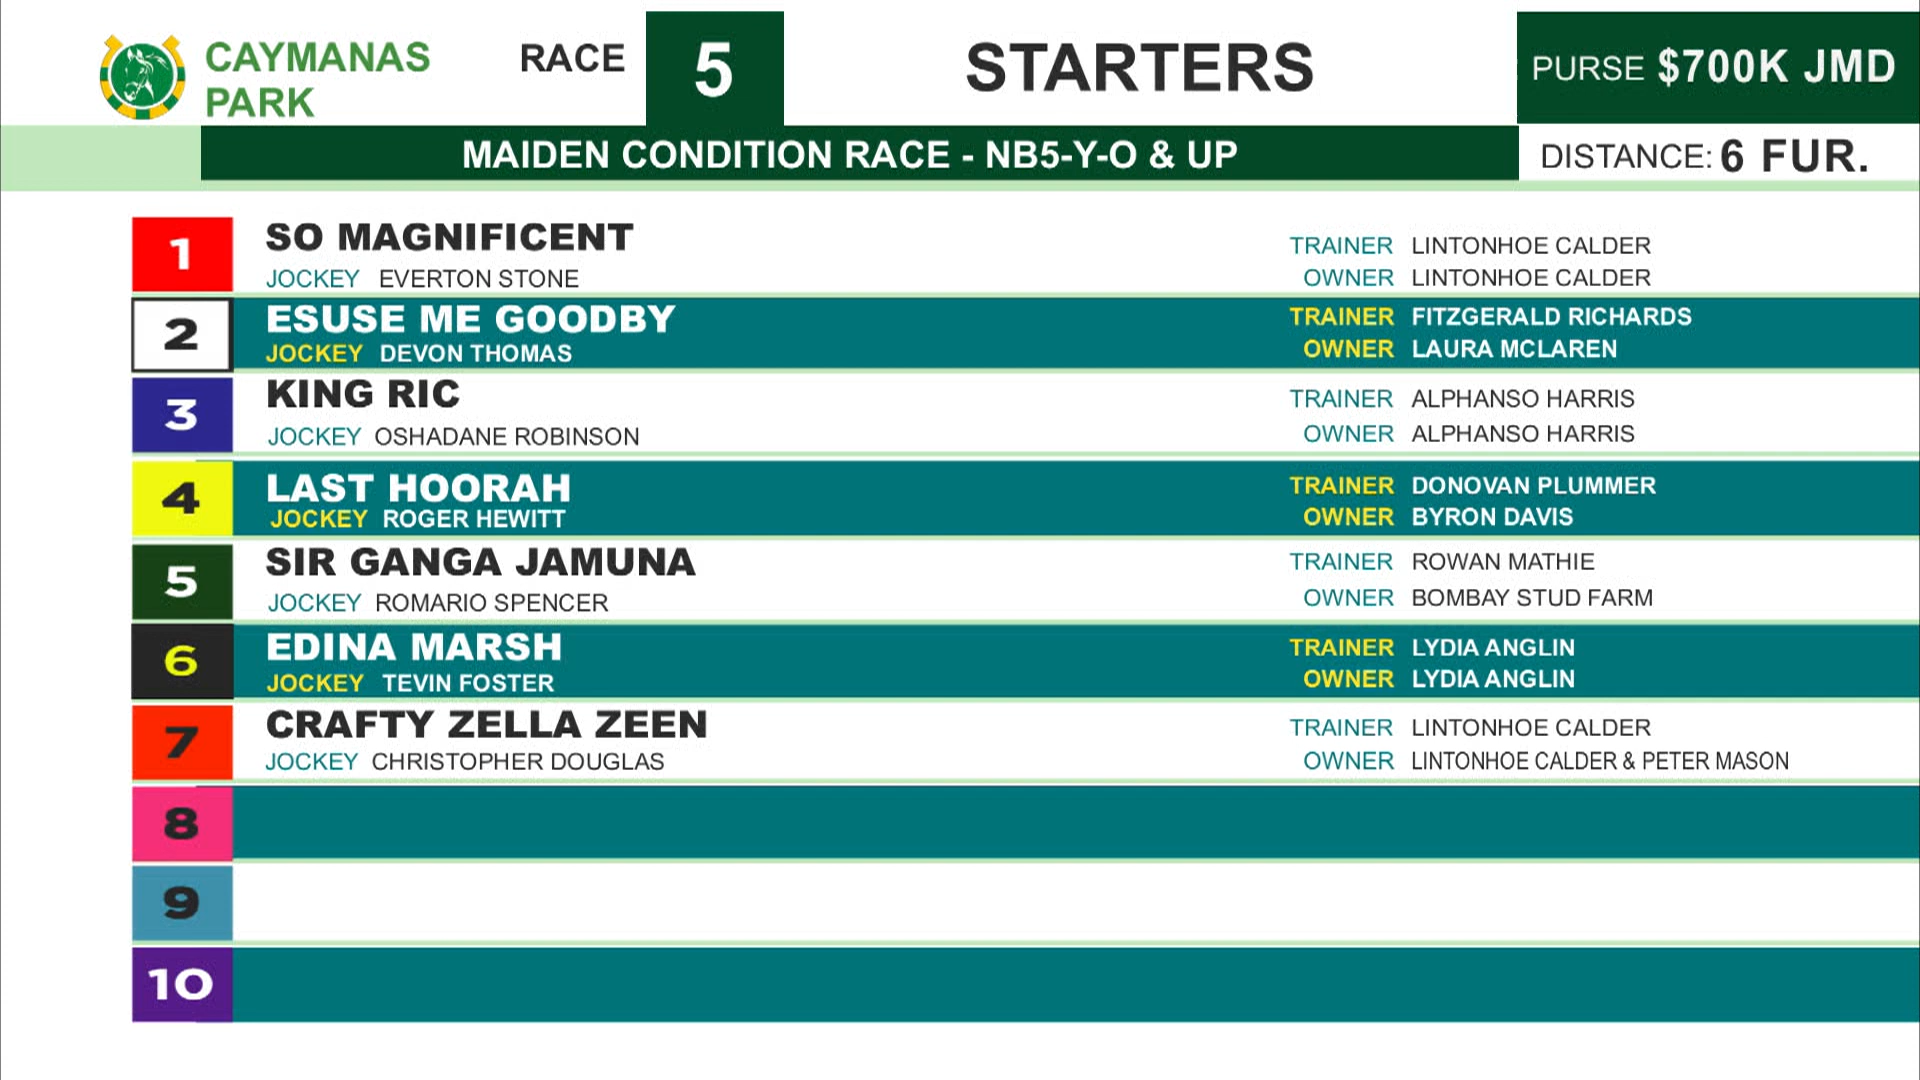 CAYMANAS
PARK
RACE 5 STARTERS PURSE $700K JMD
MAIDEN CONDITION RACE - NB5-Y-O & UP DISTANCE: 6 FUR.
1 SO MAGNIFICENT
JOCKEY EVERTON STONE
TRAINER LINTONHOE CALDER
OWNER LINTONHOE CALDER
2 ESUSE ME GOODBY
JOCKEY DEVON THOMAS
TRAINER FITZGERALD RICHARDS
OWNER LAURA MCLAREN
3 KING RIC
JOCKEY OSHADANE ROBINSON
TRAINER ALPHANSO HARRIS
OWNER ALPHANSO HARRIS
4 LAST HOORAH
JOCKEY ROGER HEWITT
TRAINER DONOVAN PLUMMER
OWNER BYRON DAVIS
5 SIR GANGA JAMUNA
JOCKEY ROMARIO SPENCER
TRAINER ROWAN MATHIE
OWNER BOMBAY STUD FARM
6 EDINA MARSH
JOCKEY TEVIN FOSTER
TRAINER LYDIA ANGLIN
OWNER LYDIA ANGLIN
7 CRAFTY ZELLA ZEEN
JOCKEY CHRISTOPHER DOUGLAS
TRAINER LINTONHOE CALDER
OWNER LINTONHOE CALDER & PETER MASON
8
9
10